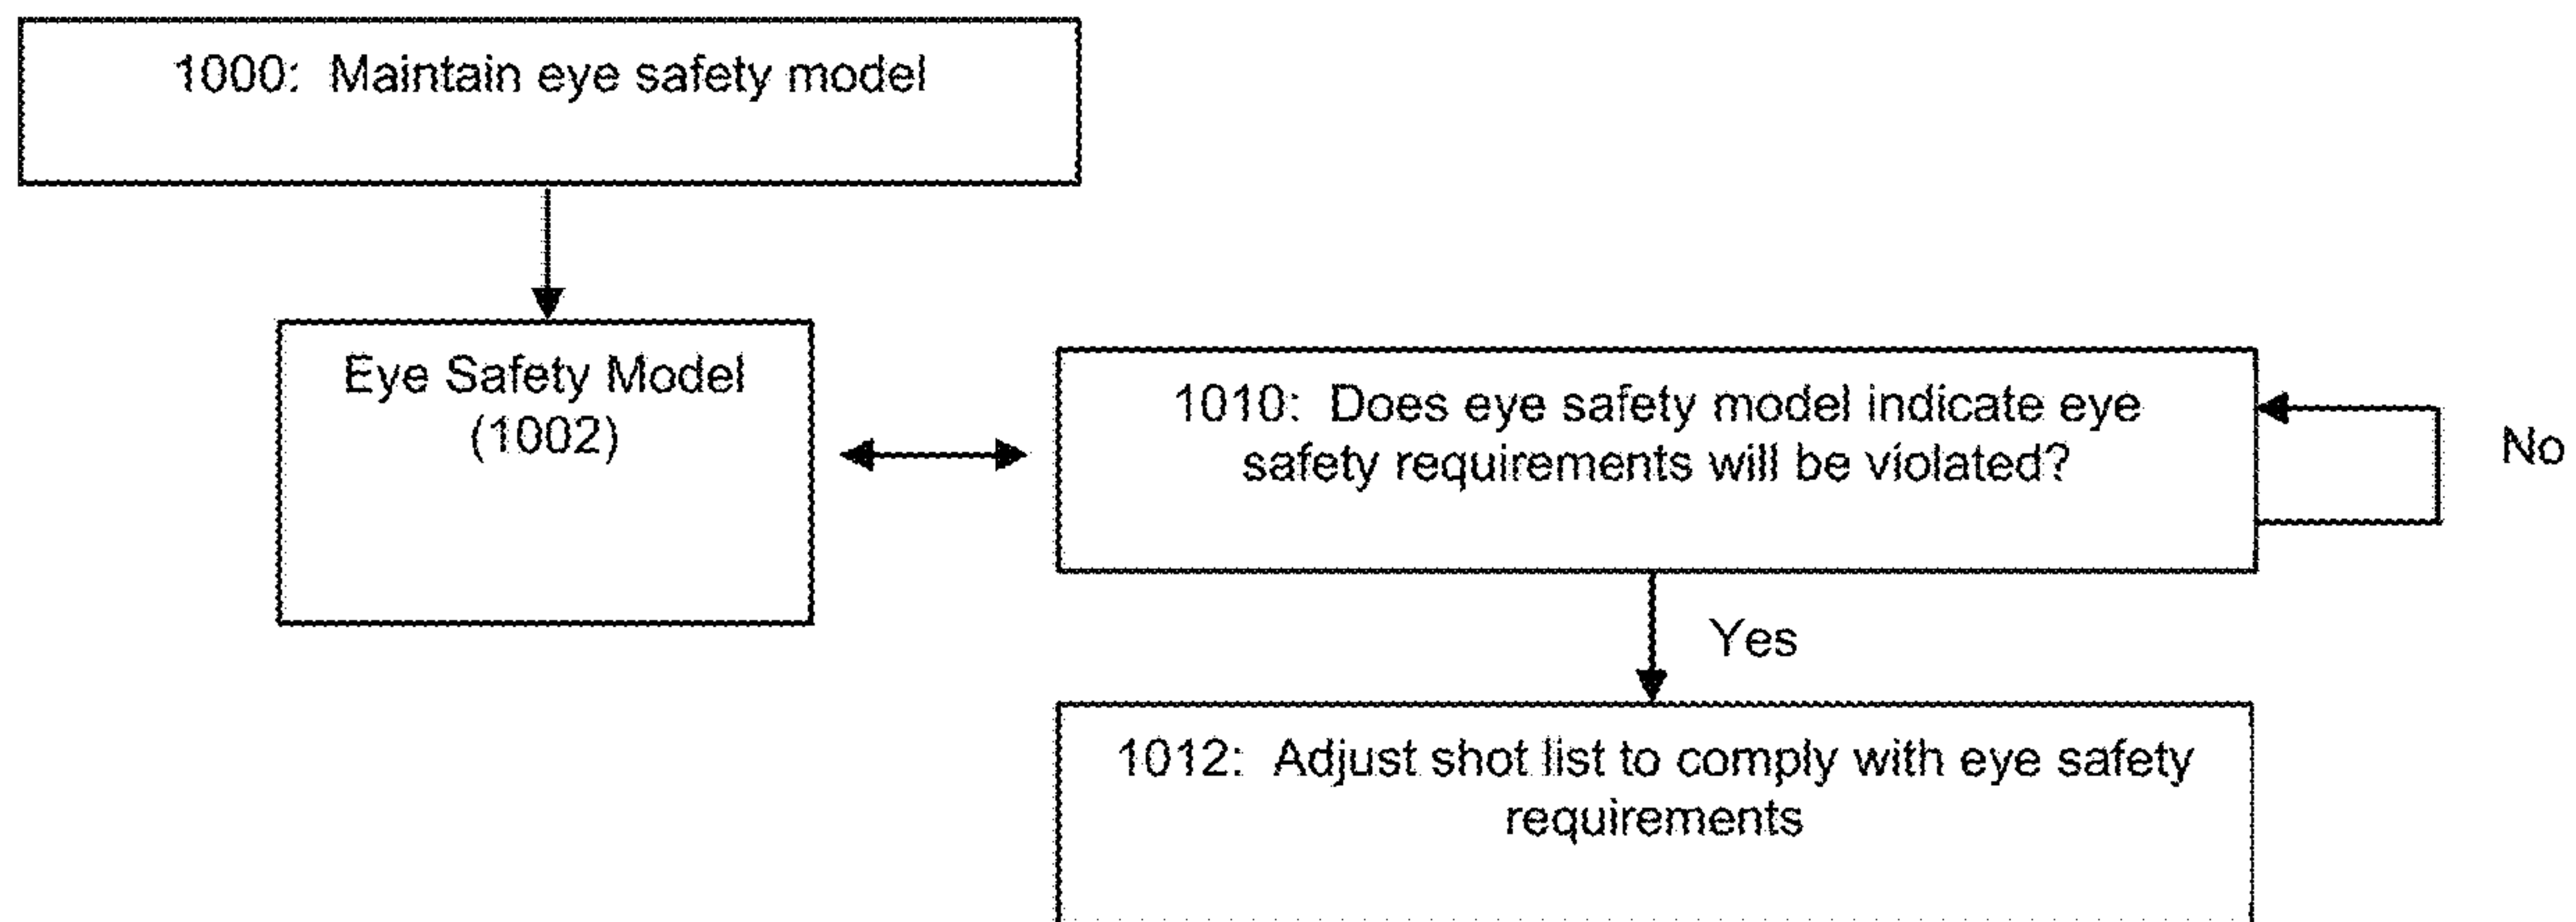 1000: Maintain eye safety model
Eye Safety Model
(1002)
1010: Does eye safety model indicate eye
safety requirements will be violated?
No
Yes
1012: Adjust shot list to comply with eye safety
requirements